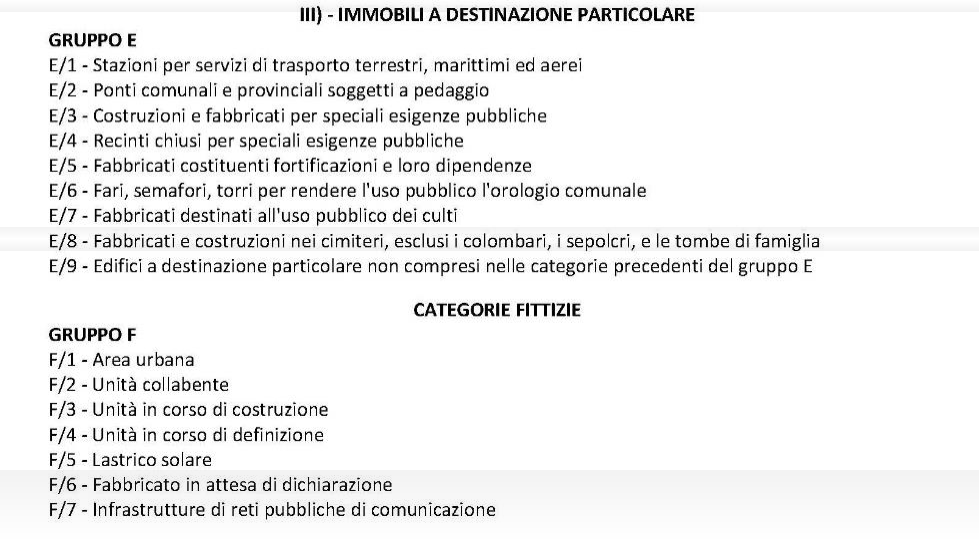 III) - IMMOBILI A DESTINAZIONE PARTICOLARE
GRUPPO E
E/1 - Stazioni per servizi di trasporto terrestri, marittimi ed aerei
E/2 - Ponti comunali e provinciali soggetti a pedaggio
E/3 - Costruzioni e fabbricati per speciali esigenze pubbliche
E/4 - Recinti chiusi per speciali esigenze pubbliche
E/5 - Fabbricati costituenti fortificazioni e loro dipendenze
E/6 - Fari, semafori, torri per rendere l'uso pubblico l'orologio comunale
E/7 - Fabbricati destinati all'uso pubblico dei culti
E/8 - Fabbricati e costruzioni nei cimiteri, esclusi i colombari, i sepolcri, e le tombe di famiglia
E/9 - Edifici a destinazione particolare non compresi nelle categorie precedenti del gruppo E
CATEGORIE FITTIZIE
GRUPPO F
F/1 - Area urbana
F/2 - Unità collabente
F/3 - Unità in corso di costruzione
F/4 - Unità in corso di definizione
F/5 - Lastrico solare
F/6 - Fabbricato in attesa di dichiarazione
F/7 - Infrastrutture di reti pubbliche di comunicazione